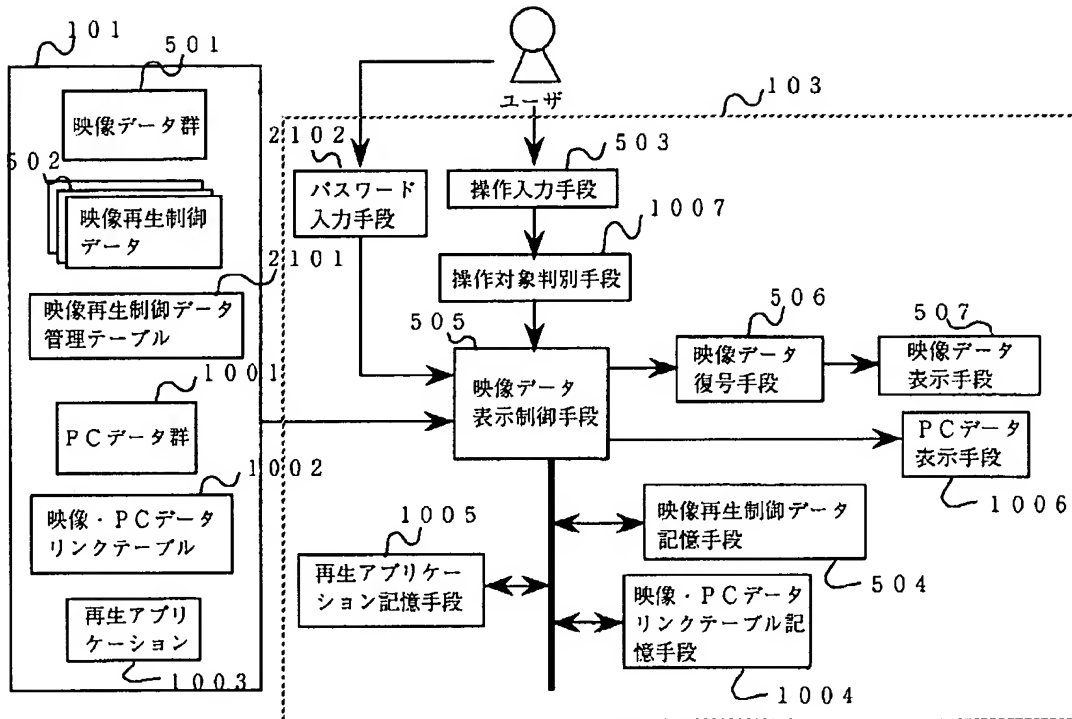 101
501
映像データ群
502
映像再生制御
データ
2101
映像再生制御データ
管理テーブル
1001
PCデータ群
1002
映像・PCデータ
リンクテーブル
再生アプリ
ケーション
1003
ユーザ
103
2102
パスワード
入力手段
503
操作入力手段
1007
操作対象判別手段
505
映像データ
表示制御手段
506
映像データ
復号手段
507
映像データ
表示手段
PCデータ
表示手段
1006
1005
再生アプリケー
ション記憶手段
映像再生制御データ
記憶手段
504
映像・PCデータ
リンクテーブル記
憶手段
1004